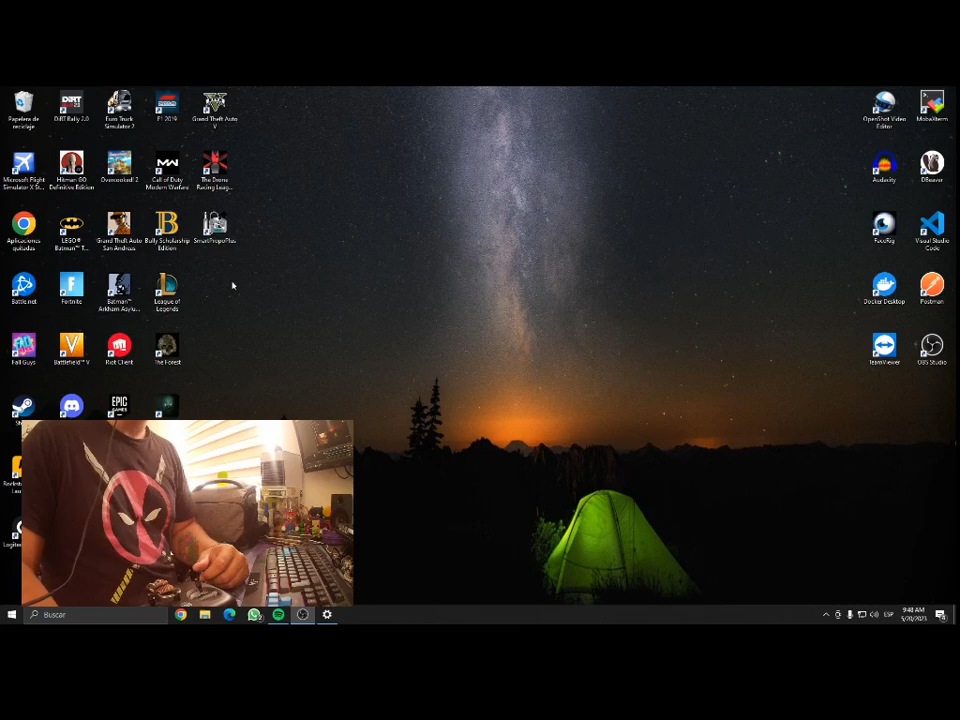 Papelera de
reciclaje
DiRT Rally 2.0
Euro Truck
Simulator 2
F1 2019
Grand Theft Auto
V
OpenShot Video
Editor
MobaXterm
Microsoft Flight
Simulator X St...
Hitman GO
Definitive Edition
Overcooked! 2
Call of Duty
Modern Warfare
The Drone
Racing Leag...
Audacity
DBeaver
Aplicaciones
quitadas
LEGO®
Batman™ T...
Grand Theft Auto
San Andreas
Bully Scholarship
Edition
SmartPropoPlus
FaceRig
Visual Studio
Code
Battle.net
Fortnite
Batman™
Arkham Asylu...
League of
Legends
Docker Desktop
Postman
Fall Guys
Battlefield™ V
Riot Client
The Forest
TeamViewer
OBS Studio
EPIC
GAMES
Buscar
ESP
9:48 AM